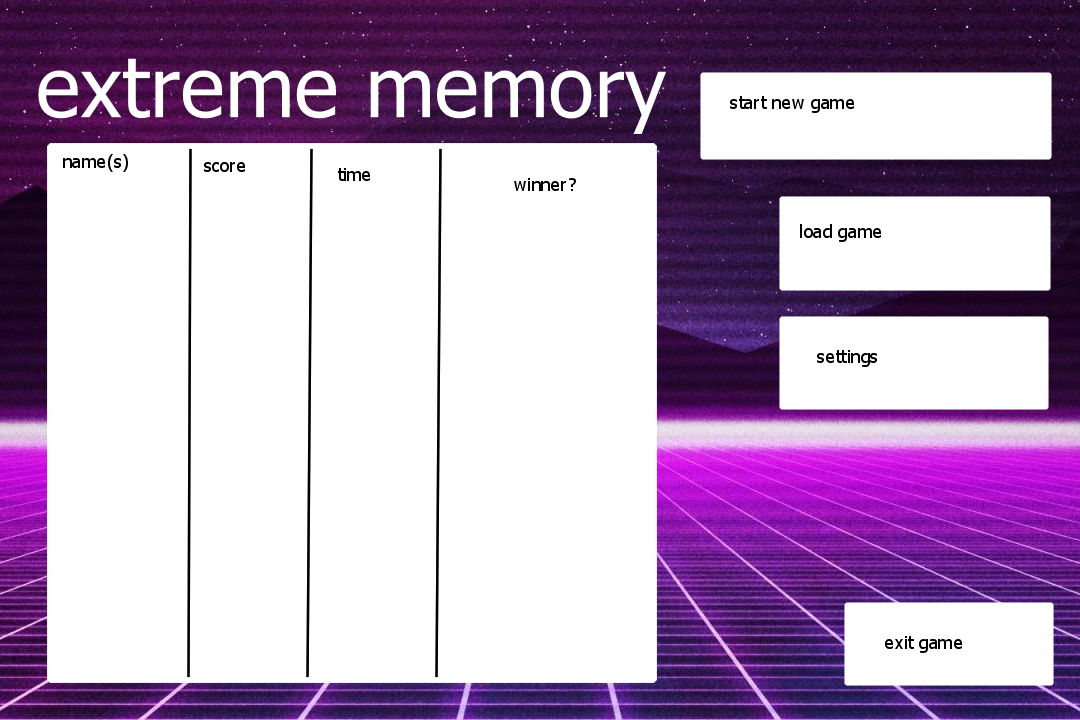 extreme memory
name(s)
score
time
winner?
start new game
load game
settings
exit game